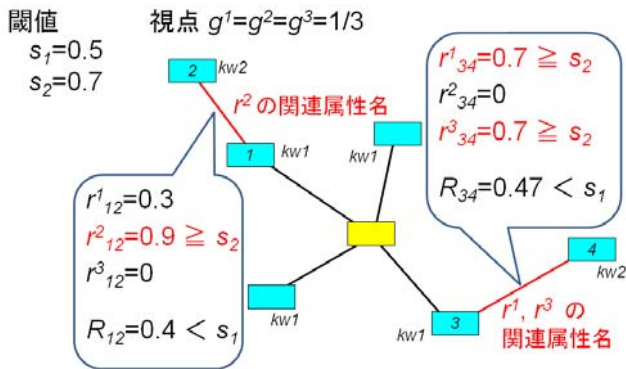 閾値
視点 g¹=g²=g³=1/3
s₁=0.5
s₂=0.7
2
kw2
r² の関連属性名
1
kw1
kw1
r¹₃₄=0.7 ≧ s₂
r²₃₄=0
r³₃₄=0.7 ≧ s₂
R₃₄=0.47 < s₁
r¹₁₂=0.3
r²₁₂=0.9 ≧ s₂
r³₁₂=0
R₁₂=0.4 < s₁
kw1
4
kw2
kw1
3
r¹, r³ の
関連属性名